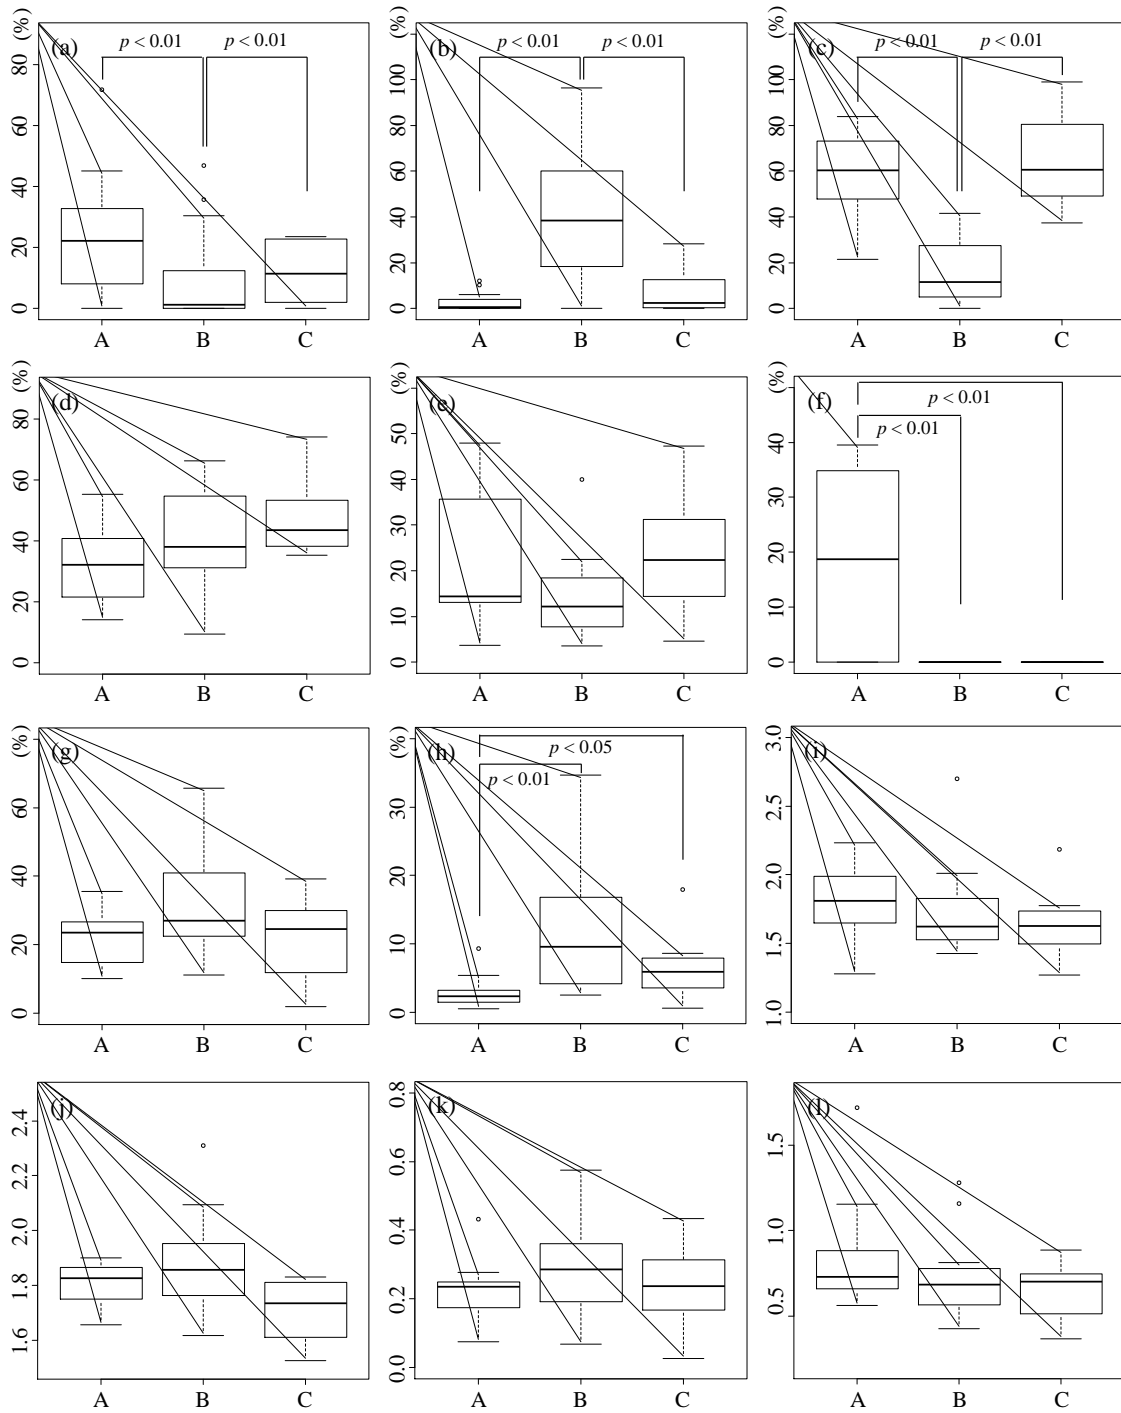 (%)
(a)
p < 0.01
p < 0.01
0 20 40 60 80
A B C
(%)
(b)
p < 0.01
p < 0.01
0 20 40 60 80 100
A B C
(%)
(c)
p < 0.01
p < 0.01
0 20 40 60 80 100
A B C
(%)
(d)
0 20 40 60 80
A B C
(%)
(e)
0 10 20 30 40 50
A B C
(%)
(f)
p < 0.01
p < 0.01
0 10 20 30 40
A B C
(%)
(g)
0 20 40 60
A B C
(%)
(h)
p < 0.05
p < 0.01
0 10 20 30
A B C
(i)
1.0 1.5 2.0 2.5 3.0
A B C
(j)
1.6 1.8 2.0 2.2 2.4
A B C
(k)
0.0 0.2 0.4 0.6 0.8
A B C
(l)
0.5 1.0 1.5
A B C